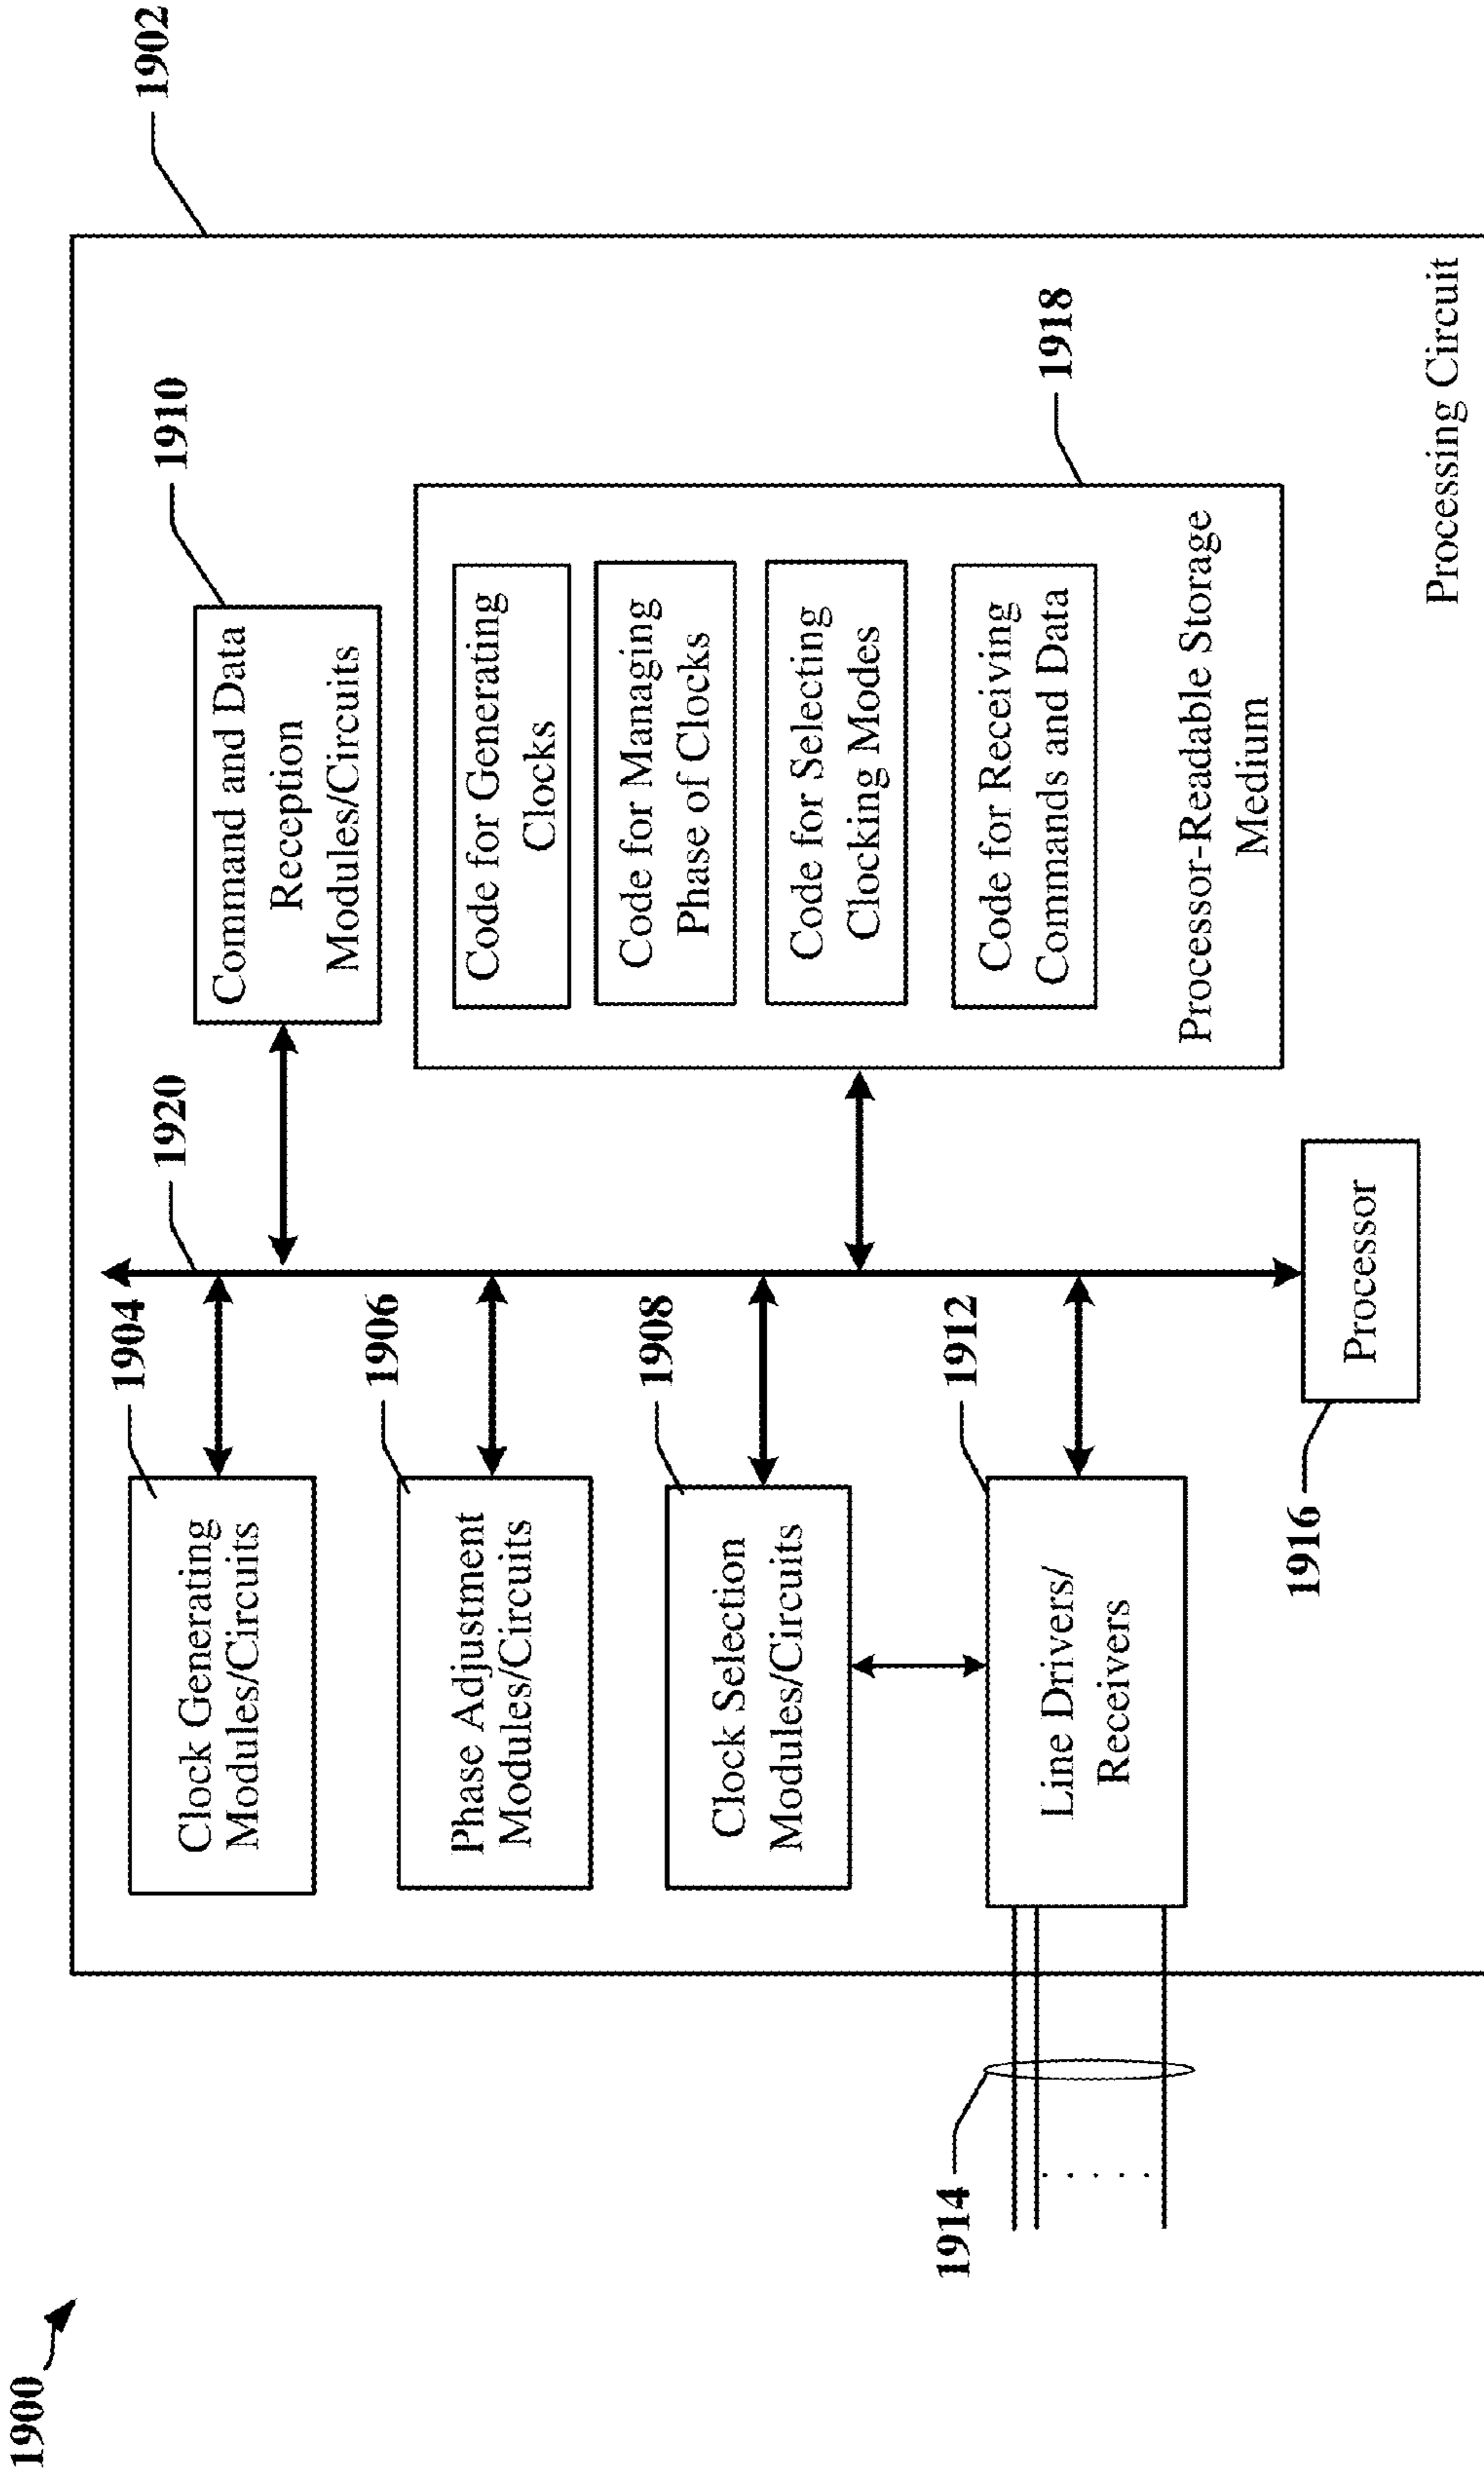 1900
1902
1904
Clock Generating
Modules/Circuits
1920
1910
Command and Data
Reception
Modules/Circuits
1906
Phase Adjustment
Modules/Circuits
1908
Clock Selection
Modules/Circuits
1912
Line Drivers/
Receivers
1914
. . . . .
1916
Processor
1918
Code for Generating
Clocks
Code for Managing
Phase of Clocks
Code for Selecting
Clocking Modes
Code for Receiving
Commands and Data
Processor-Readable Storage
Medium
Processing Circuit